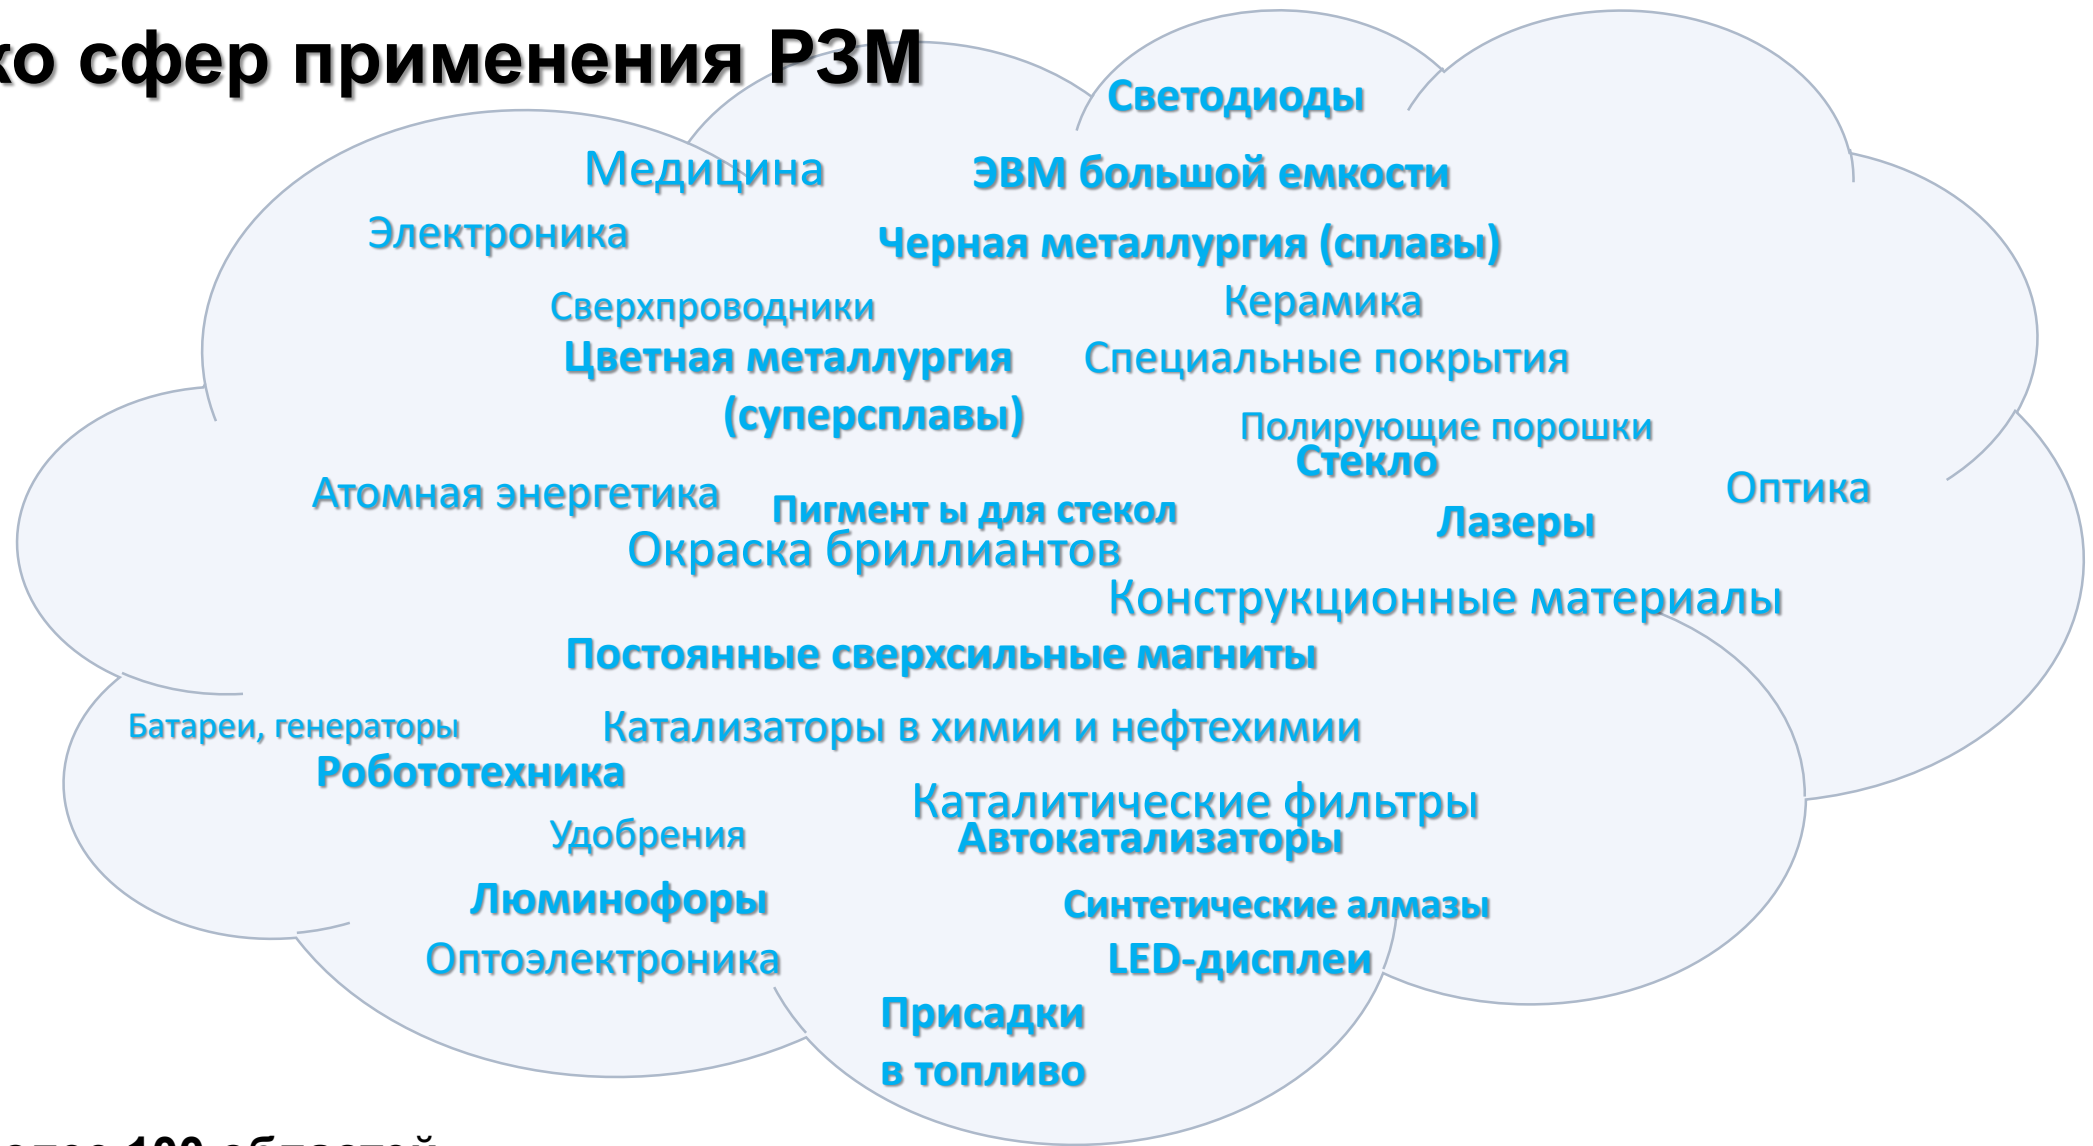 сфер применения РЗМ
Светодиоды
Медицина
ЭВМ большой емкости
Электроника
Черная металлургия (сплавы)
Сверхпроводники
Керамика
Цветная металлургия
(суперсплавы)
Специальные покрытия
Полирующие порошки
Стекло
Атомная энергетика
Оптика
Пигмент ы для стекол
Лазеры
Окраска бриллиантов
Конструкционные материалы
Постоянные сверхсильные магниты
Батареи, генераторы
Катализаторы в химии и нефтехимии
Робототехника
Каталитические фильтры
Автокатализаторы
Удобрения
Люминофоры
Синтетические алмазы
Оптоэлектроника
LED-дисплеи
Присадки
в топливо
100 областей